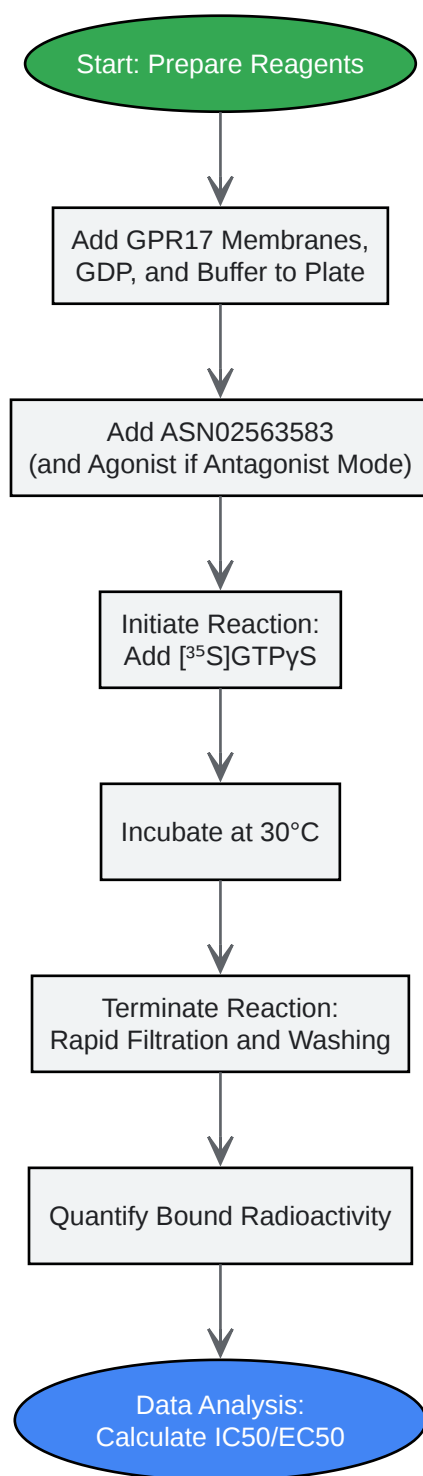 Start: Prepare Reagents
Add GPR17 Membranes,
GDP, and Buffer to Plate
Add ASN02563583
(and Agonist if Antagonist Mode)
Initiate Reaction:
Add [³⁵S]GTPγS
Incubate at 30°C
Terminate Reaction:
Rapid Filtration and Washing
Quantify Bound Radioactivity
Data Analysis:
Calculate IC50/EC50